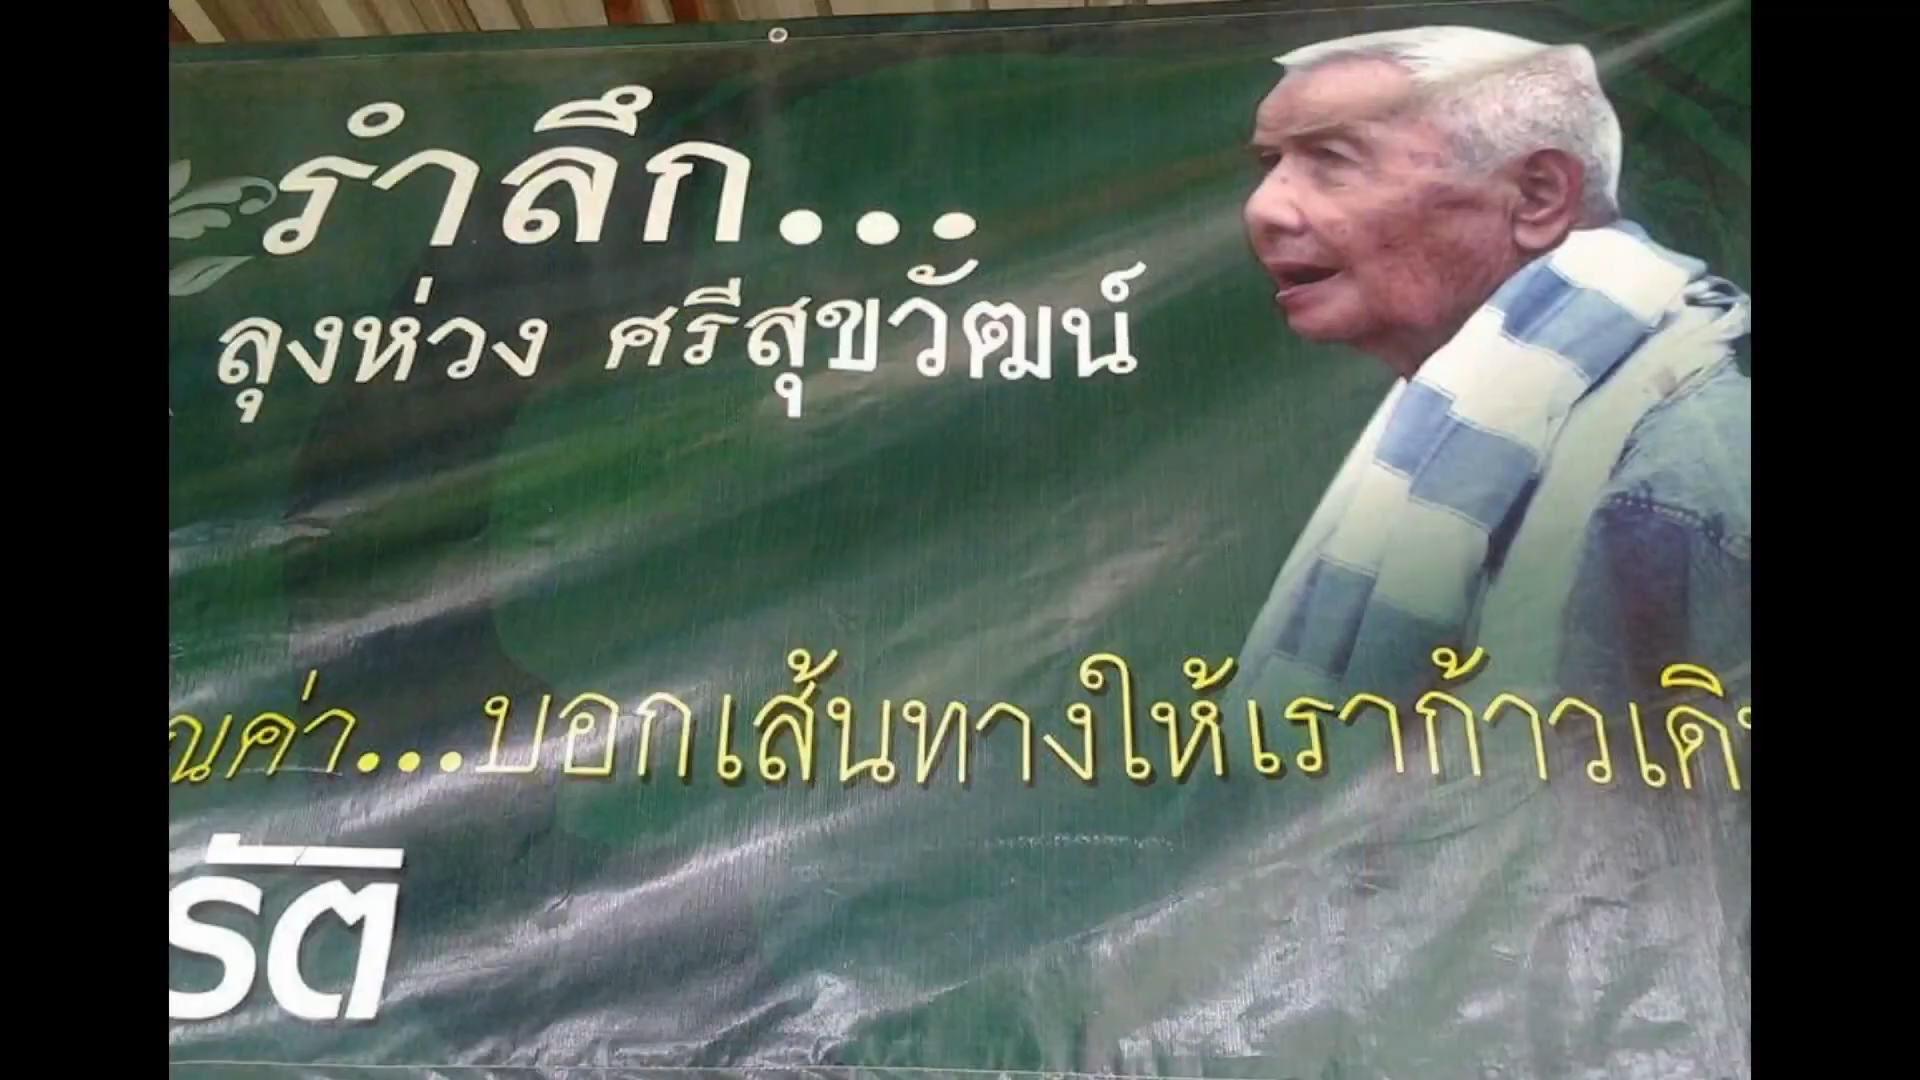 รำลึก...
ลุงห่วง ศรีสุขวัฒน์
ณค่า...บอกเส้นทางให้เราก้าวเดิ
รัติ